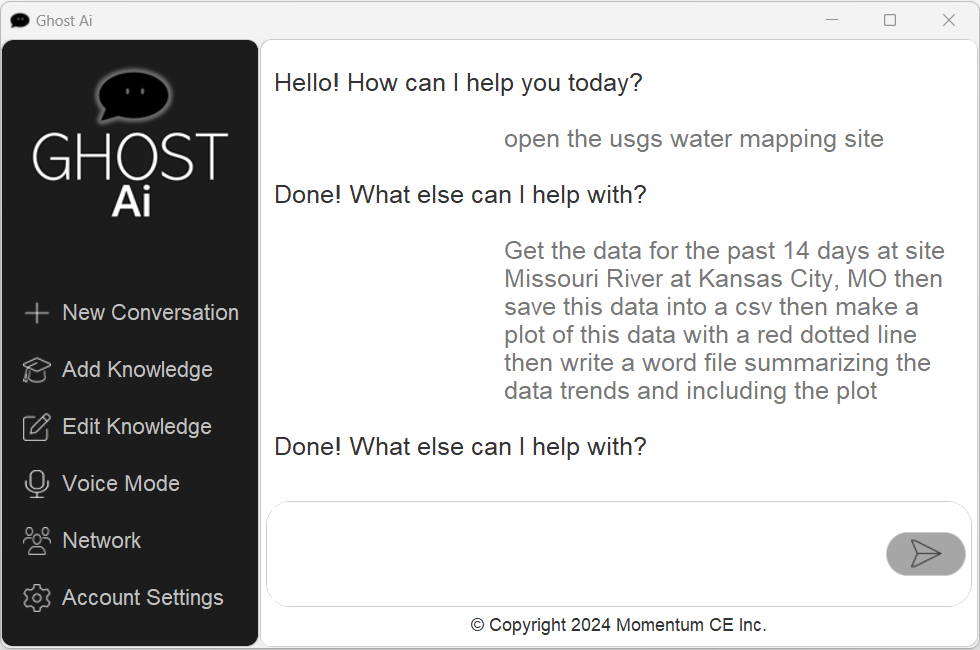 Ghost Ai
GHOST
Ai
New Conversation
Add Knowledge
Edit Knowledge
Voice Mode
Network
Account Settings
Hello! How can I help you today?
open the usgs water mapping site
Done! What else can I help with?
Get the data for the past 14 days at site
Missouri River at Kansas City, MO then
save this data into a csv then make a
plot of this data with a red dotted line
then write a word file summarizing the
data trends and including the plot
Done! What else can I help with?
© Copyright 2024 Momentum CE Inc.